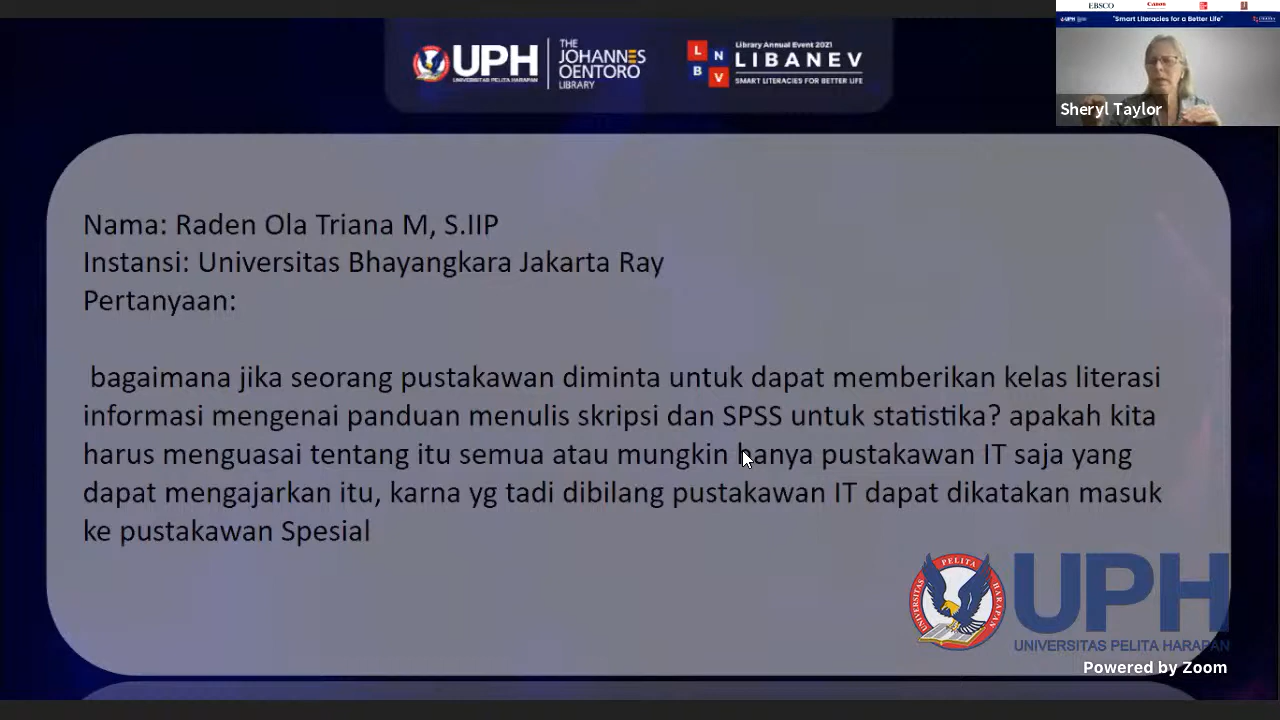 EBSCO
Canon
UPH
"Smart Literacies for a Better Life"
UPH
UNIVERSITAS PELITA HARAPAN
THE
JOHANNES
OENTORO
LIBRARY
L N
B V
Library Annual Event 2021
LIBANEV
SMART LITERACIES FOR BETTER LIFE
Sheryl Taylor
Nama: Raden Ola Triana M, S.IIP
Instansi: Universitas Bhayangkara Jakarta Ray
Pertanyaan:
bagaimana jika seorang pustakawan diminta untuk dapat memberikan kelas literasi
informasi mengenai panduan menulis skripsi dan SPSS untuk statistika? apakah kita
harus menguasai tentang itu semua atau mungkin hanya pustakawan IT saja yang
dapat mengajarkan itu, karna yg tadi dibilang pustakawan IT dapat dikatakan masuk
ke pustakawan Spesial
PELITA
UNIVERSITAS
HARAPAN
UPH
UNIVERSITAS PELITA HARAPAN
Powered by Zoom